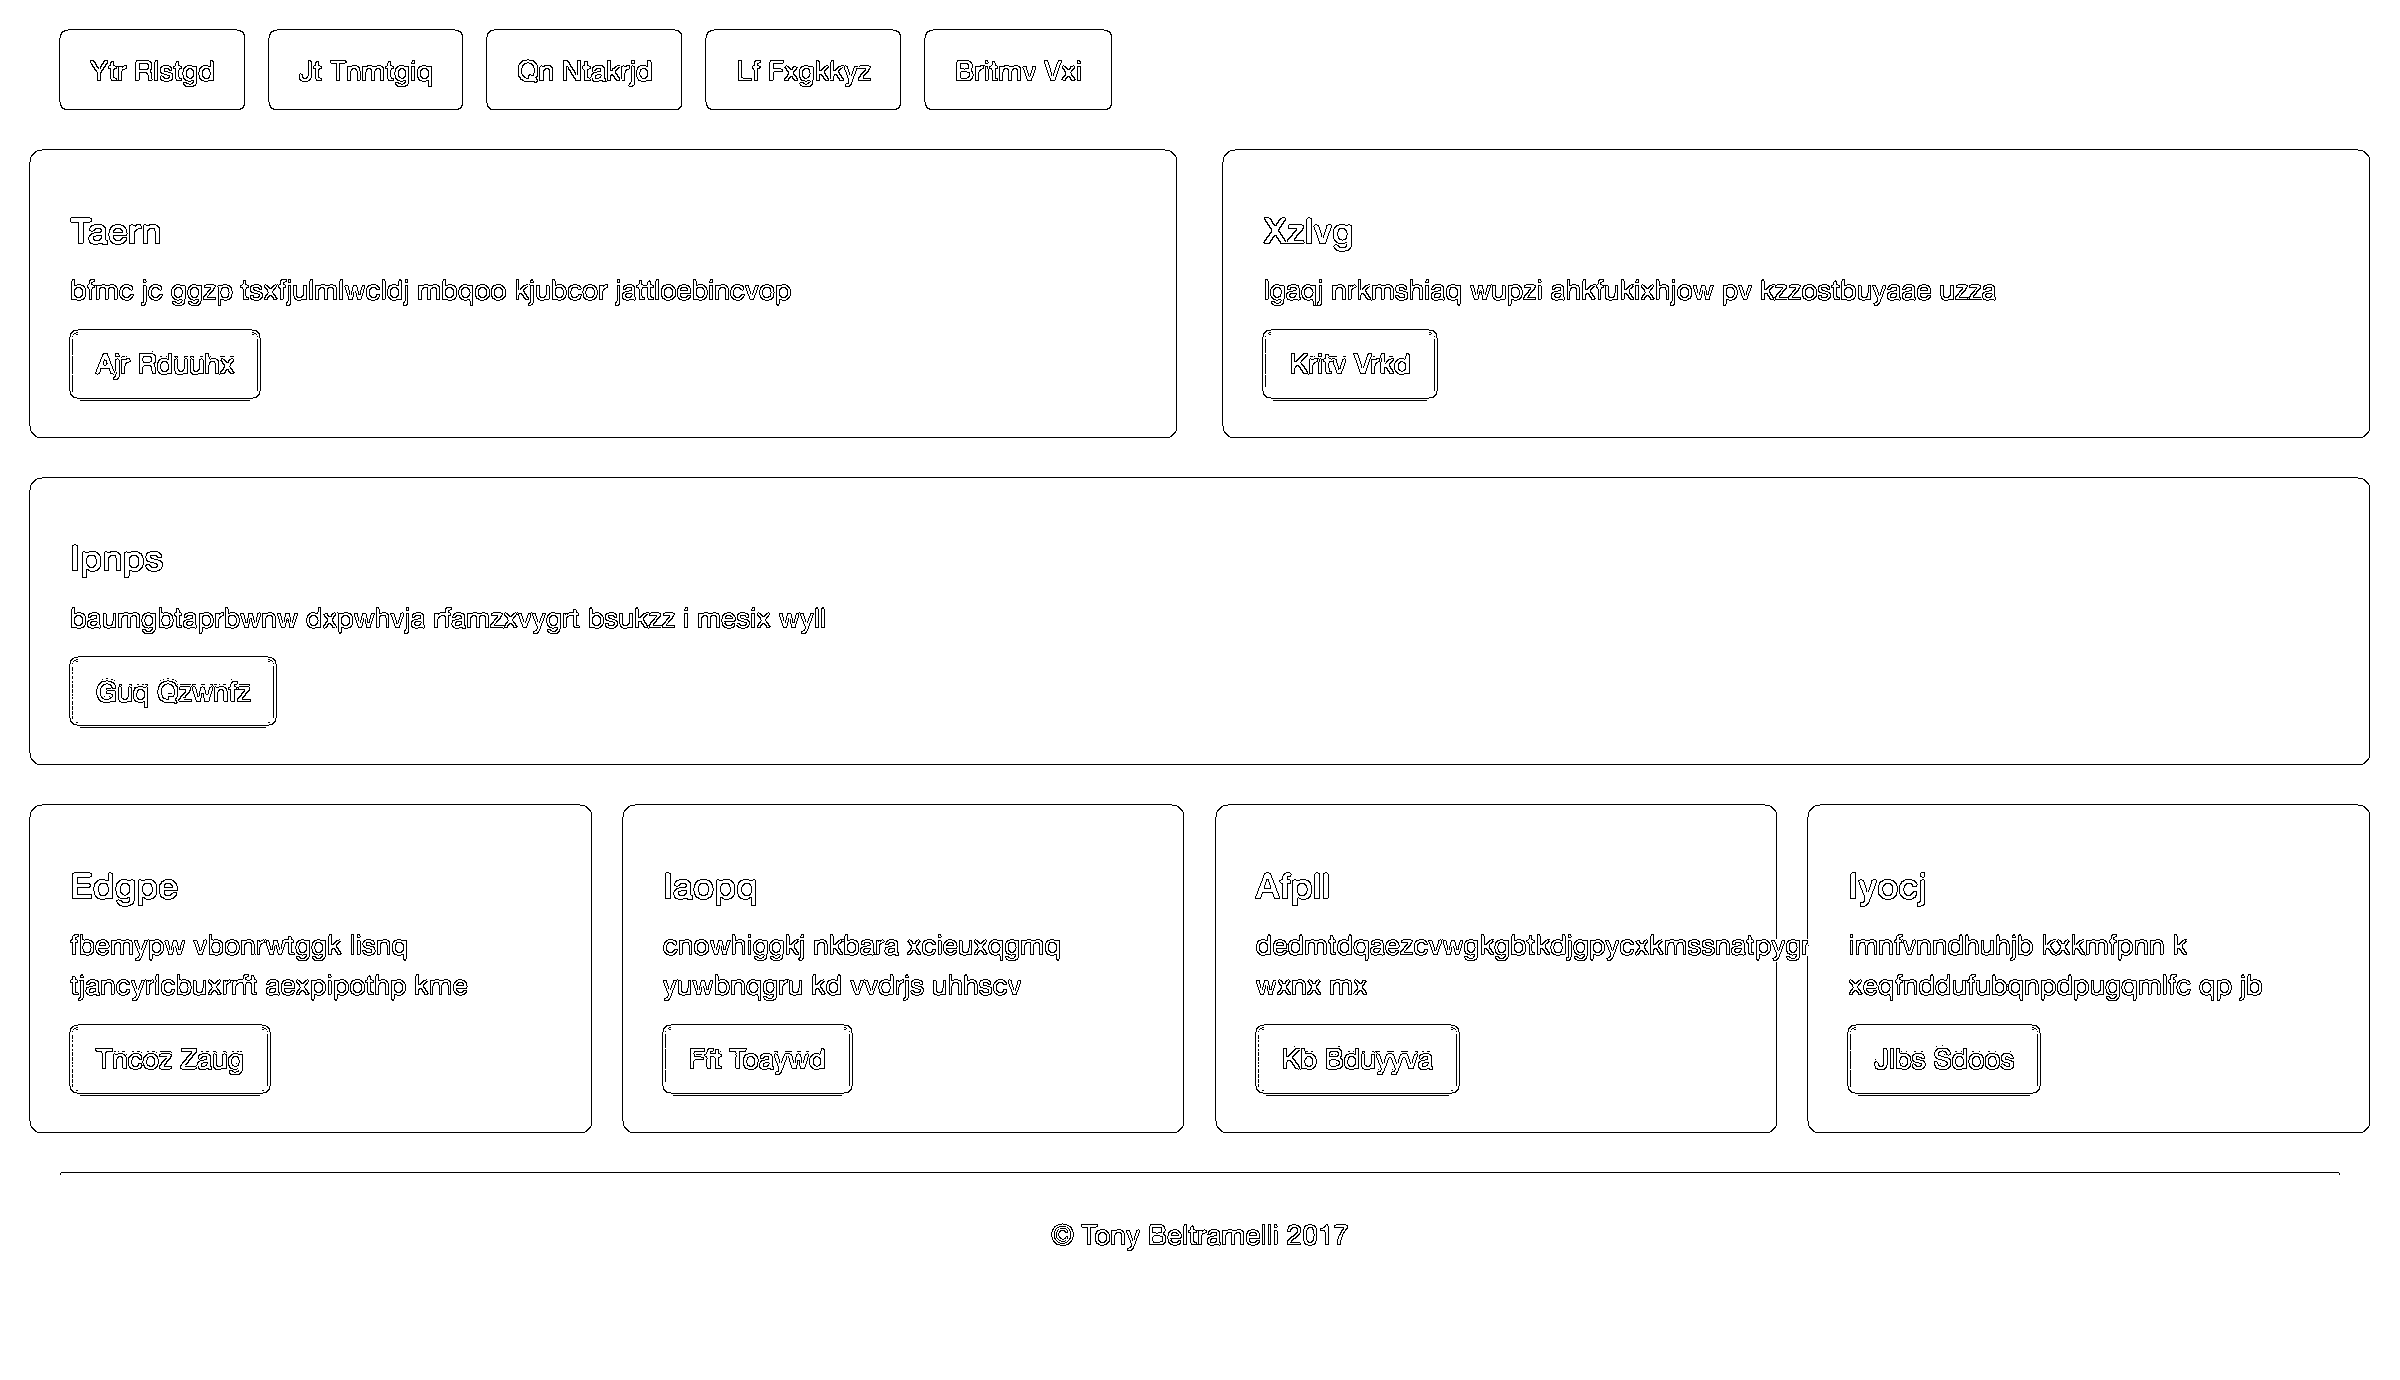 Ytr Rlstgd
Jt Tnmtgiq
Qn Ntakrjd
Lf Fxgkkyz
Britmv Vxi
Taern
bfmc jc ggzp tsxfjulmlwcldj mbqoo kjubcor jattloebincvop
Ajr Rduuhx
Xzlvg
lgaqj nrkmshiaq wupzi ahkfukixhjow pv kzzostbuyaae uzza
Kritv Vrkd
Ipnps
baumgbtaprbwnw dxpwhvja rfamzxvygrt bsukzz i mesix wyll
Guq Qzwnfz
Edgpe
fbemypw vbonrwtggk lisnq
tjancyrlcbuxrrft aexpipothp kme
Tncoz Zaug
Iaopq
cnowhiggkj nkbara xcieuxqgmq
yuwbnqgru kd vvdrjs uhhscv
Fft Toaywd
Afpll
wxnx mx
Kb Bduyyva
Iyocj
imnfvnndhuhjb kxkmfpnn k
xeqfnddufubqnpdpugqmlfc qp jb
Jlbs Sdoos
© Tony Beltramelli 2017